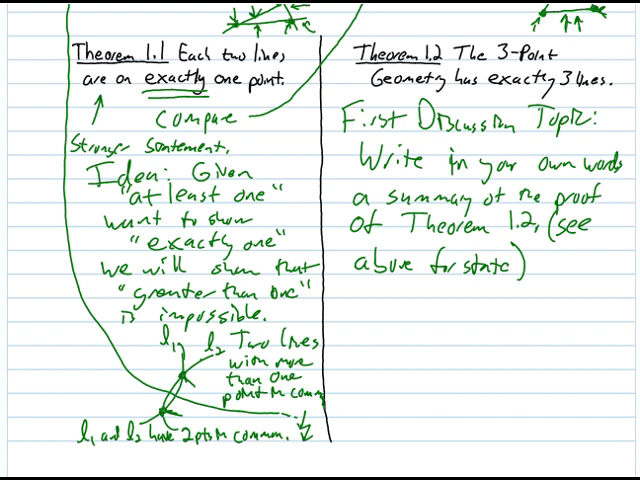 Theorem 1.1 Each two lines
are on exactly one point.
Compare
Stronger Statement.
Idea: Given
"at least one"
want to show
"exactly one"
we will show that
"greater than one"
is impossible.
l₁
l₂ Two lines
with more
than one
point in common
l₁ and l₂ have 2 pts in common.
Theorem 1.2 The 3-Point
Geometry has exactly 3 lines.
First Discussion Topic:
Write in your own words
a summary of the proof
of Theorem 1.2, (see
above for state)